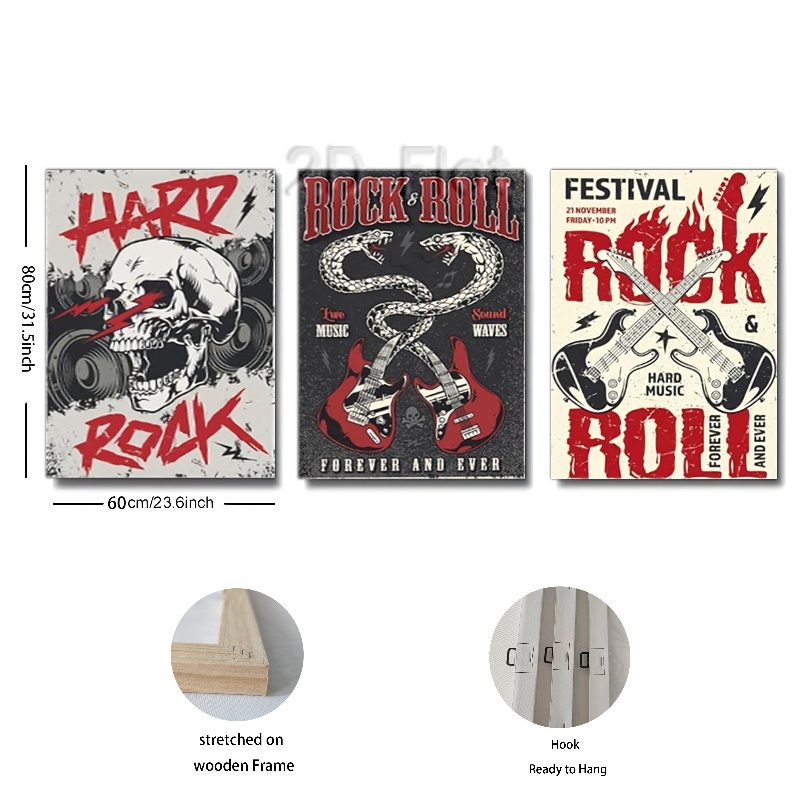 2D Flat
HARD
ROCK
ROCK & ROLL
Live
MUSIC
Sound
WAVES
FOREVER AND EVER
FESTIVAL
21 NOVEMBER
FRIDAY-10 PM
ROCK
&
HARD
MUSIC
ROLL
FOREVER
AND EVER
80cm/31.5inch
60cm/23.6inch
stretched on
wooden Frame
Hook
Ready to Hang